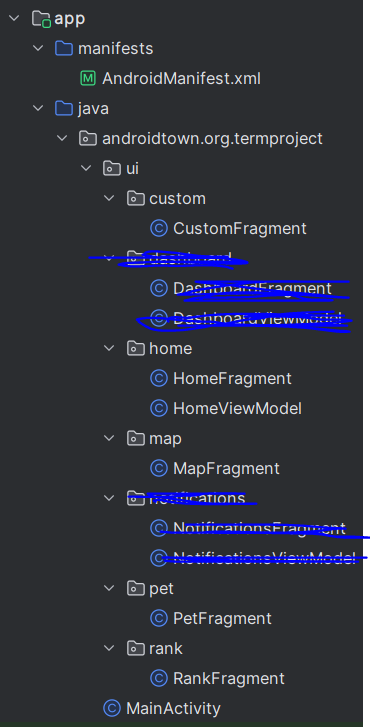 app
manifests
AndroidManifest.xml
java
androidtown.org.termproject
ui
custom
CustomFragment
dashboard
DashboardFragment
DashboardViewModel
home
HomeFragment
HomeViewModel
map
MapFragment
notifications
NotificationsFragment
NotificationsViewModel
pet
PetFragment
rank
RankFragment
MainActivity